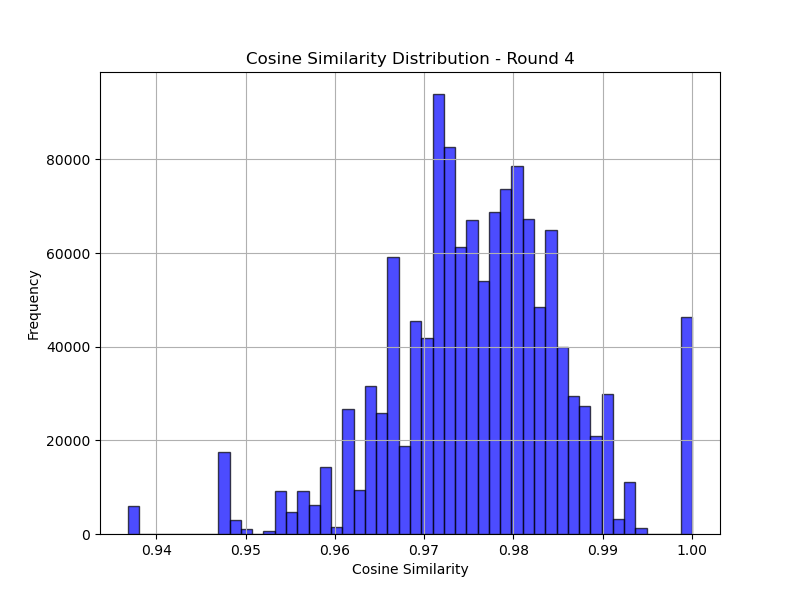 Cosine Similarity Distribution - Round 4
80000
60000
40000
20000
0
Frequency
0.94 0.95 0.96 0.97 0.98 0.99 1.00
Cosine Similarity